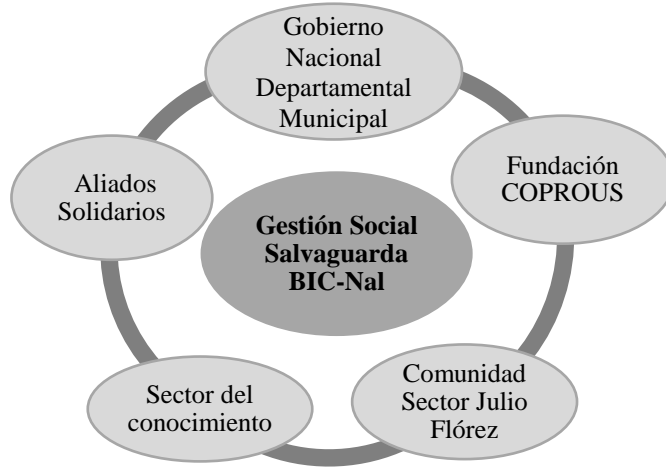 Gobierno
Nacional
Departamental
Municipal
Fundación
COPROUS
Aliados
Solidarios
Gestión Social
Salvaguarda
BIC-Nal
Comunidad
Sector Julio
Flórez
Sector del
conocimiento